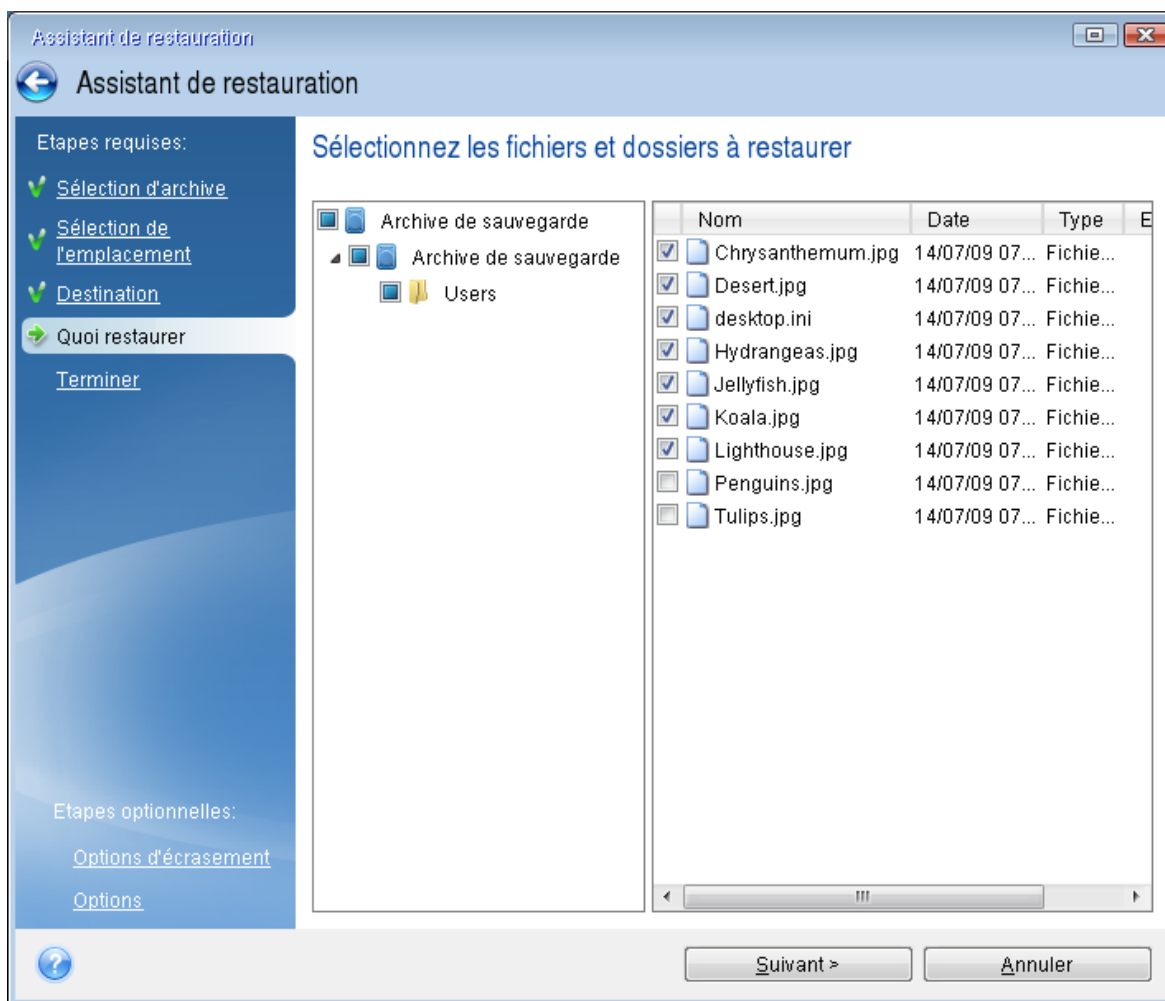 Assistant de restauration
Assistant de restauration
Etapes requises:
Sélection d'archive
Sélection de
l'emplacement
Destination
Quoi restaurer
Terminer
Etapes optionnelles:
Options d'écrasement
Options
Sélectionnez les fichiers et dossiers à restaurer
Archive de sauvegarde
Archive de sauvegarde
Users
Nom Date Type E
Chrysanthemum.jpg 14/07/09 07... Fichie...
Desert.jpg 14/07/09 07... Fichie...
desktop.ini 14/07/09 07... Fichie...
Hydrangeas.jpg 14/07/09 07... Fichie...
Jellyfish.jpg 14/07/09 07... Fichie...
Koala.jpg 14/07/09 07... Fichie...
Lighthouse.jpg 14/07/09 07... Fichie...
Penguins.jpg 14/07/09 07... Fichie...
Tulips.jpg 14/07/09 07... Fichie...
Suivant > Annuler